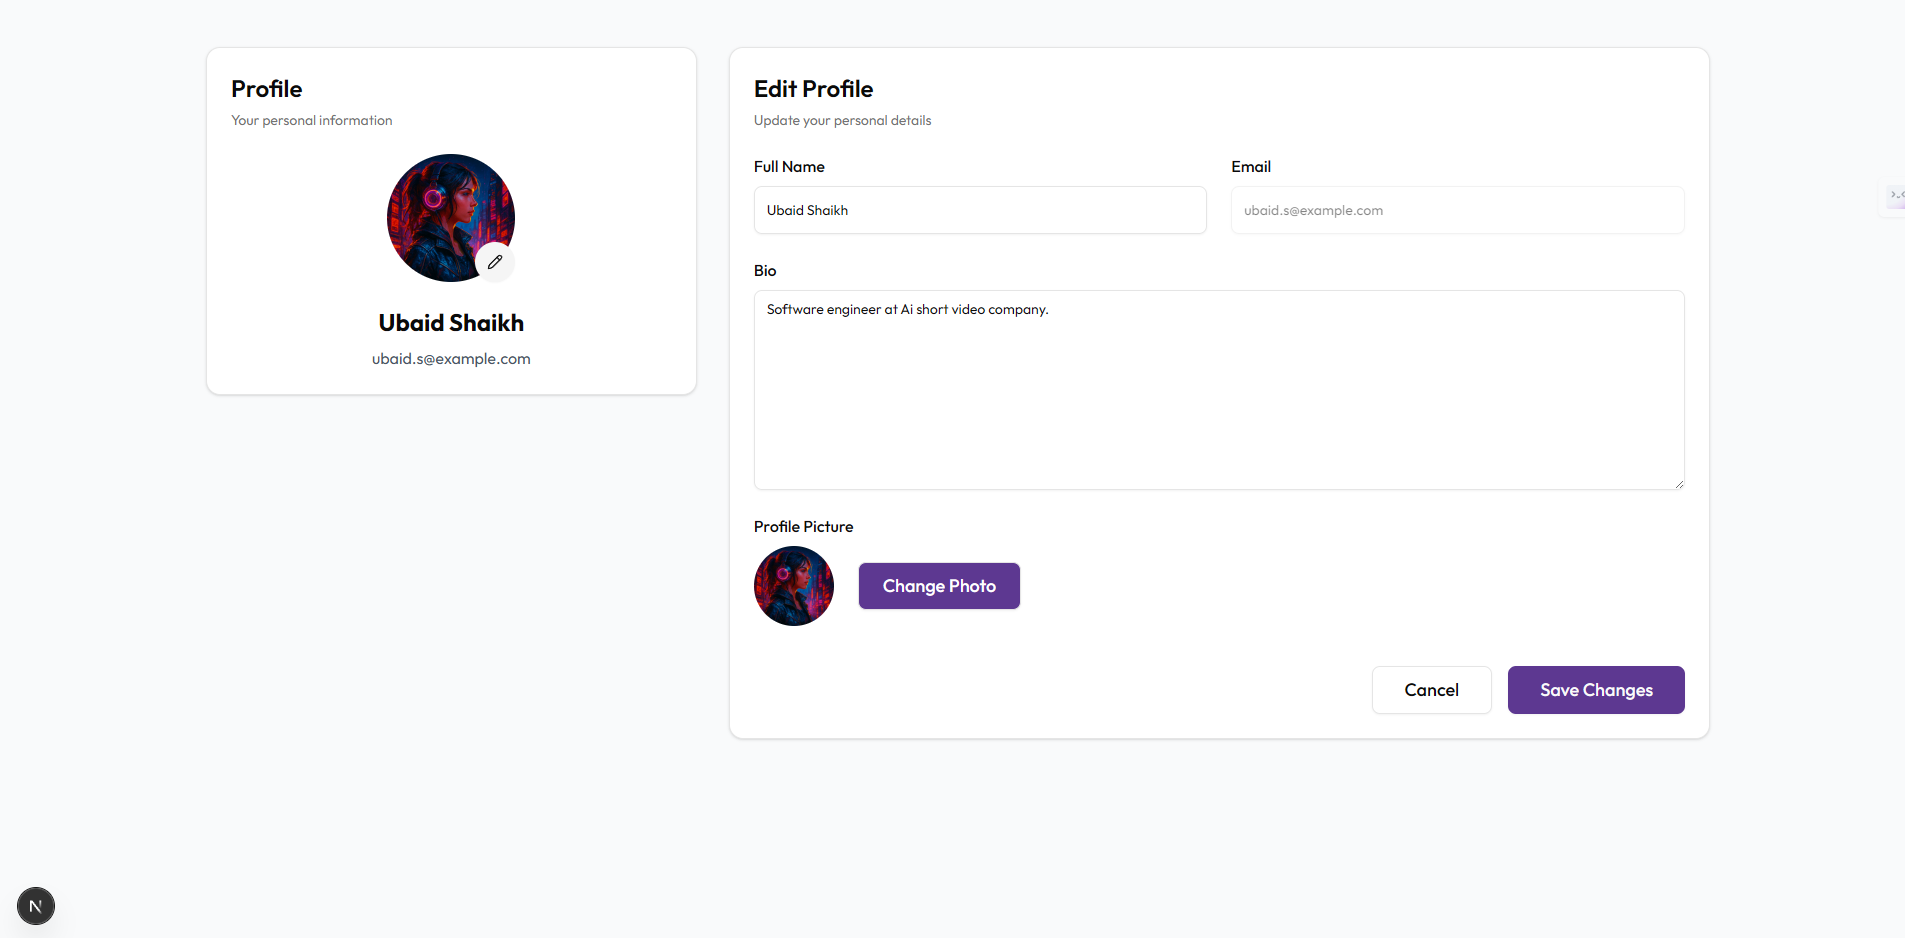 Profile
Your personal information
Ubaid Shaikh
ubaid.s@example.com
Edit Profile
Update your personal details
Full Name
Ubaid Shaikh
Email
ubaid.s@example.com
Bio
Software engineer at Ai short video company.
Profile Picture
Change Photo
Cancel
Save Changes
N